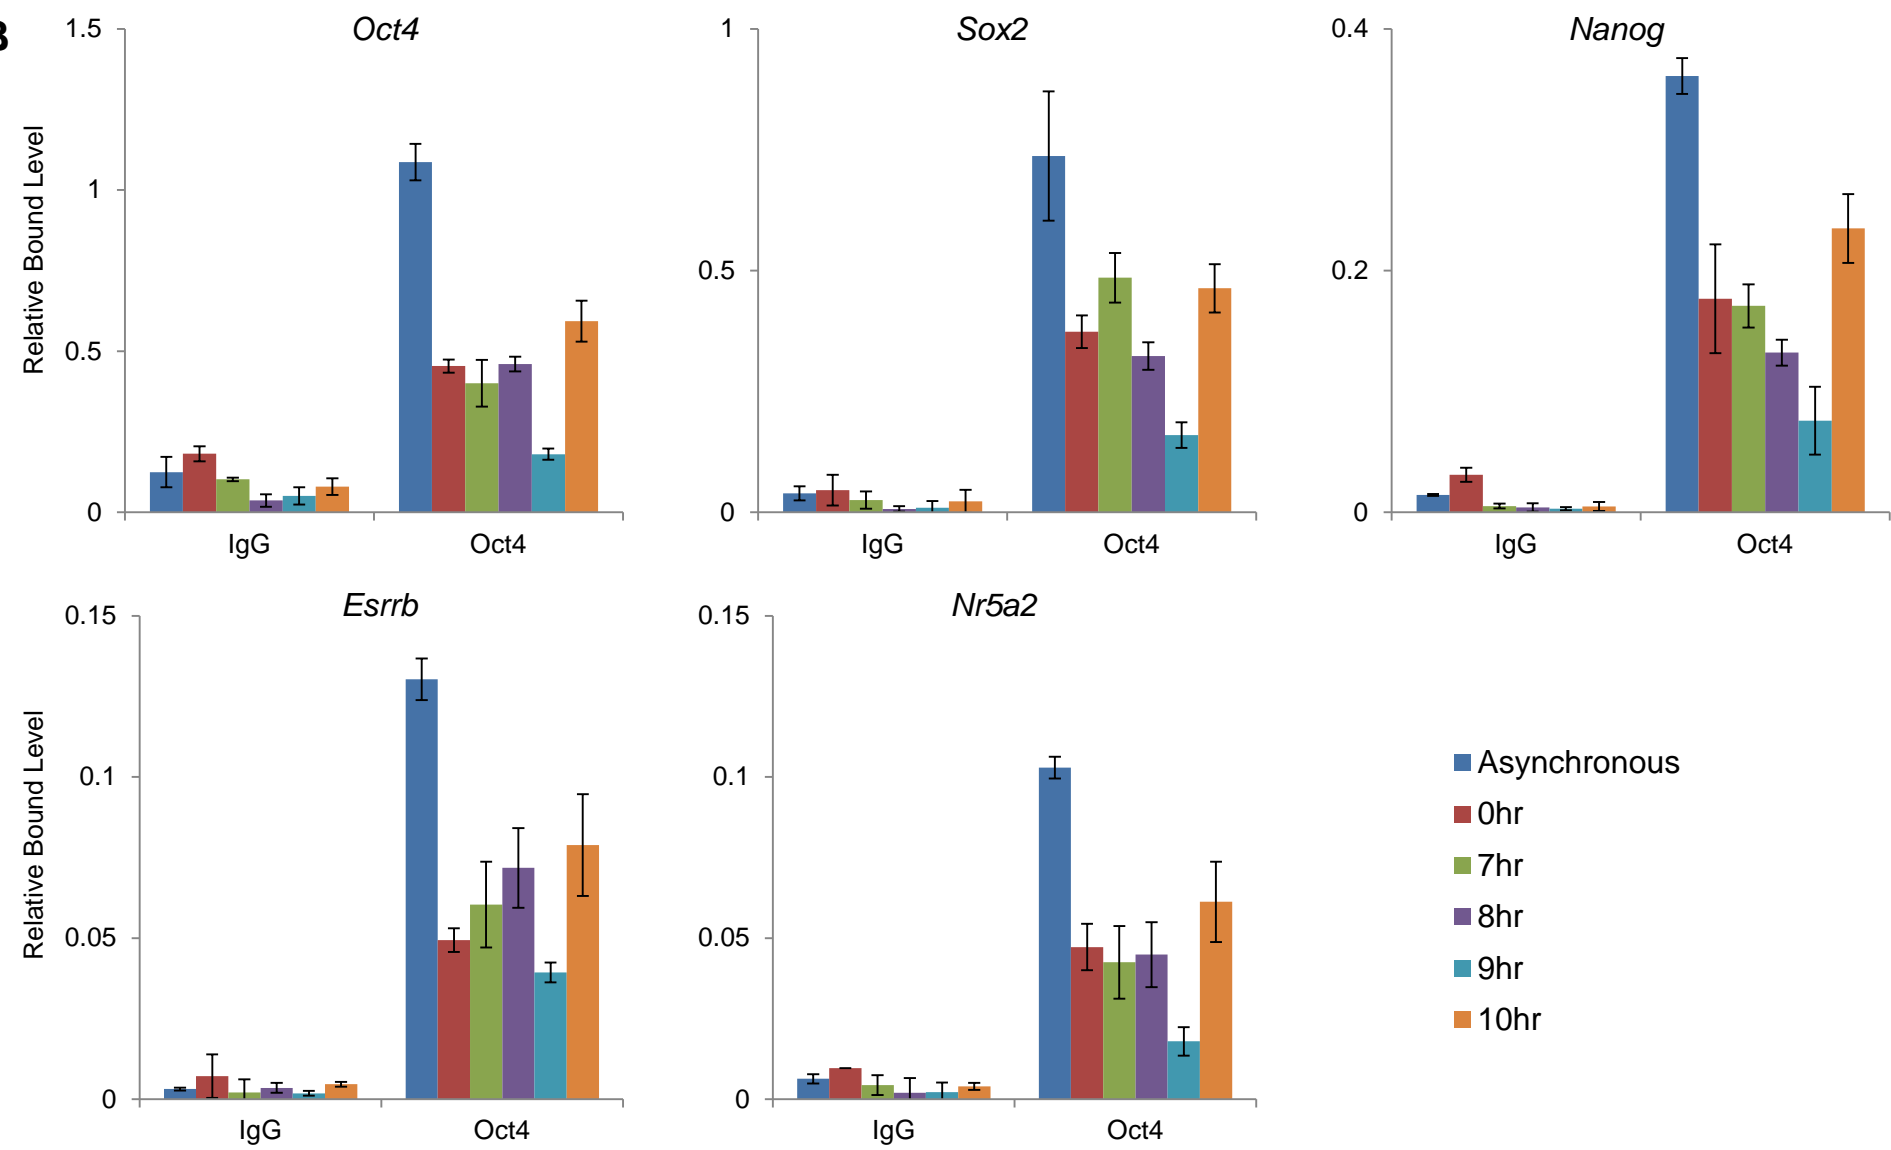 B
Oct4
Relative Bound Level
1.5
1
0.5
0
IgG
Oct4
Sox2
1
0.5
0
IgG
Oct4
Nanog
0.4
0.2
0
IgG
Oct4
Esrrb
Relative Bound Level
0.15
0.1
0.05
0
IgG
Oct4
Nr5a2
0.15
0.1
0.05
0
IgG
Oct4
Asynchronous
0hr
7hr
8hr
9hr
10hr